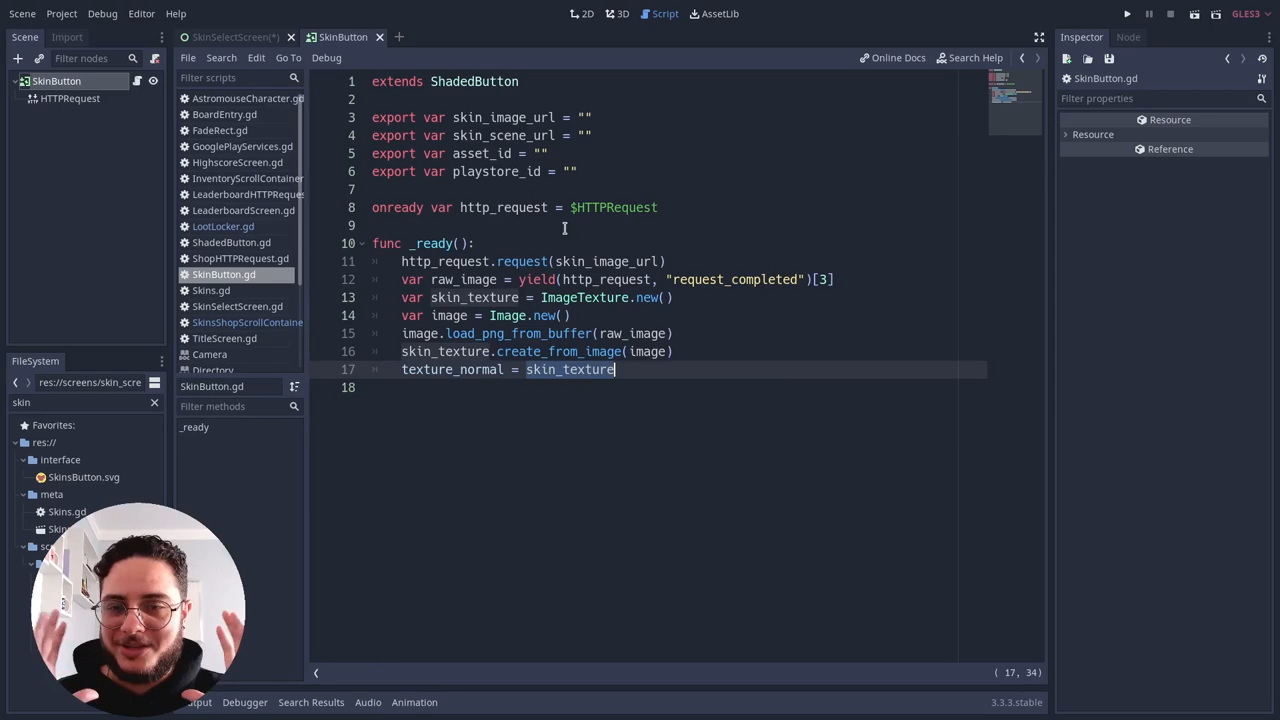 Scene Project Debug Editor Help
2D 3D Script AssetLib
GLES3
Scene Import
Filter nodes
SkinButton
HTTPRequest
SkinSelectScreen(*)
SkinButton
File Search Edit Go To Debug
Online Docs Search Help
Filter scripts
AstromouseCharacter.gd
BoardEntry.gd
FadeRect.gd
GooglePlayServices.gd
HighscoreScreen.gd
InventoryScrollContainer
LeaderboardHTTPReques
LeaderboardScreen.gd
LootLocker.gd
ShadedButton.gd
ShopHTTPRequest.gd
SkinButton.gd
Skins.gd
SkinSelectScreen.gd
SkinsShopScrollContaine
TitleScreen.gd
Camera
Directory
SkinButton.gd
Filter methods
_ready
1 extends ShadedButton
2
3 export var skin_image_url = ""
4 export var skin_scene_url = ""
5 export var asset_id = ""
6 export var playstore_id = ""
7
8 onready var http_request = $HTTPRequest
9
10 func _ready():
11 http_request.request(skin_image_url)
12 var raw_image = yield(http_request, "request_completed")[3]
13 var skin_texture = ImageTexture.new()
14 var image = Image.new()
15 image.load_png_from_buffer(raw_image)
16 skin_texture.create_from_image(image)
17 texture_normal = skin_texture
18
( 17, 34)
Inspector Node
SkinButton.gd
Filter properties
Resource
Resource
Reference
FileSystem
res://screens/skin_scre
skin
Favorites:
res://
interface
SkinsButton.svg
meta
Skins.gd
Skins
sc
utput Debugger Search Results Audio Animation
3.3.3.stable